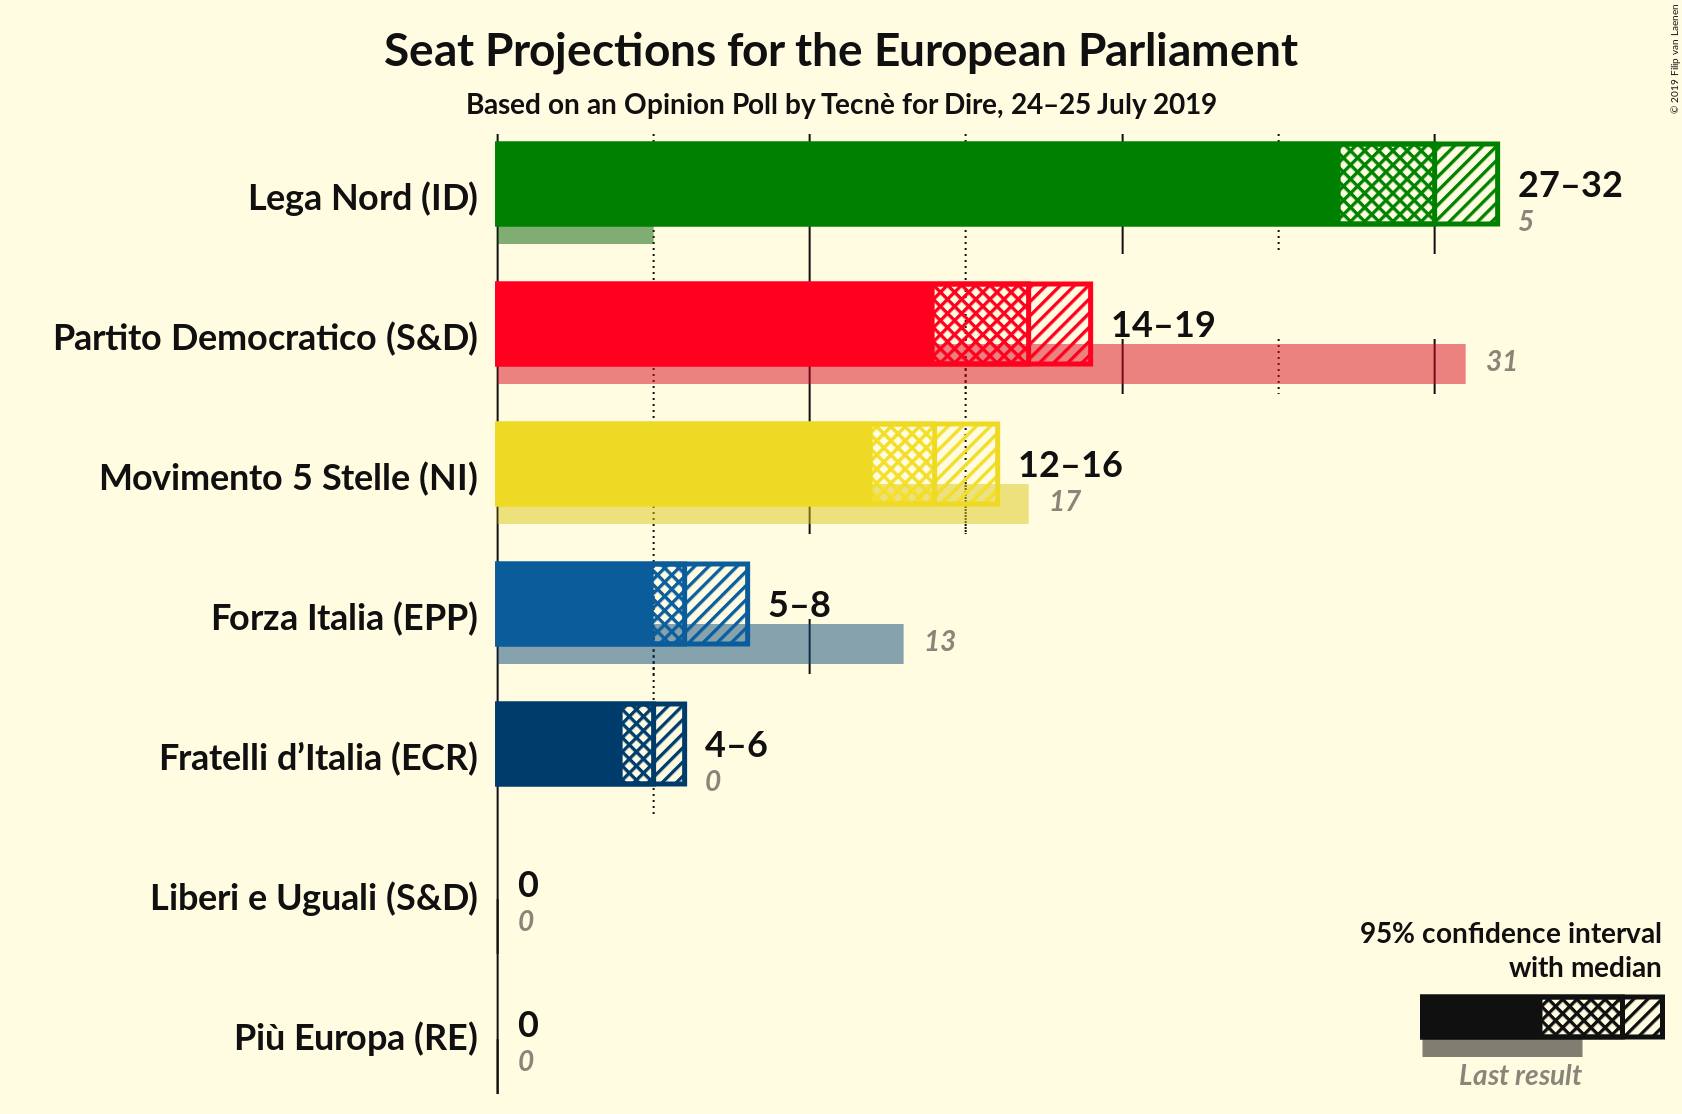 Seat Projections for the European Parliament
Based on an Opinion Poll by Tecnè for Dire, 24–25 July 2019
© 2019 Filip van Laenen
Lega Nord (ID)
27–32
5
Partito Democratico (S&D)
14–19
31
Movimento 5 Stelle (NI)
12–16
17
Forza Italia (EPP)
5–8
13
Fratelli d’Italia (ECR)
4–6
0
Liberi e Uguali (S&D)
0
0
Più Europa (RE)
0
0
95% confidence interval
with median
Last result